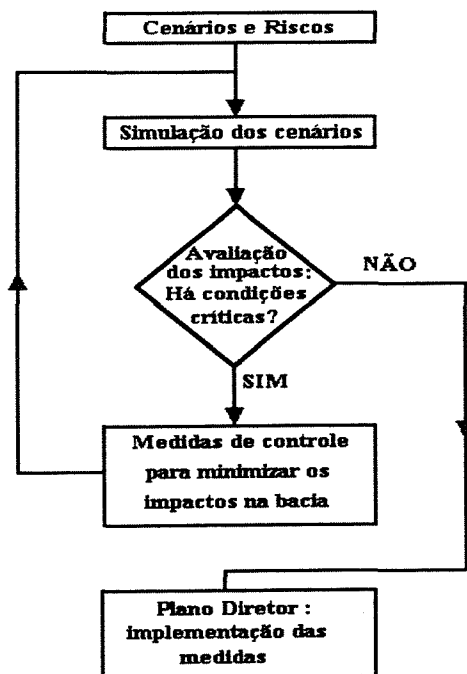 Cenários e Riscos
Simulação dos cenários
Avaliação
dos impactos:
Há condições
críticas?
NÃO
SIM
Medidas de controle
para minimizar os
impactos na bacia
Plano Diretor :
implementação das
medidas